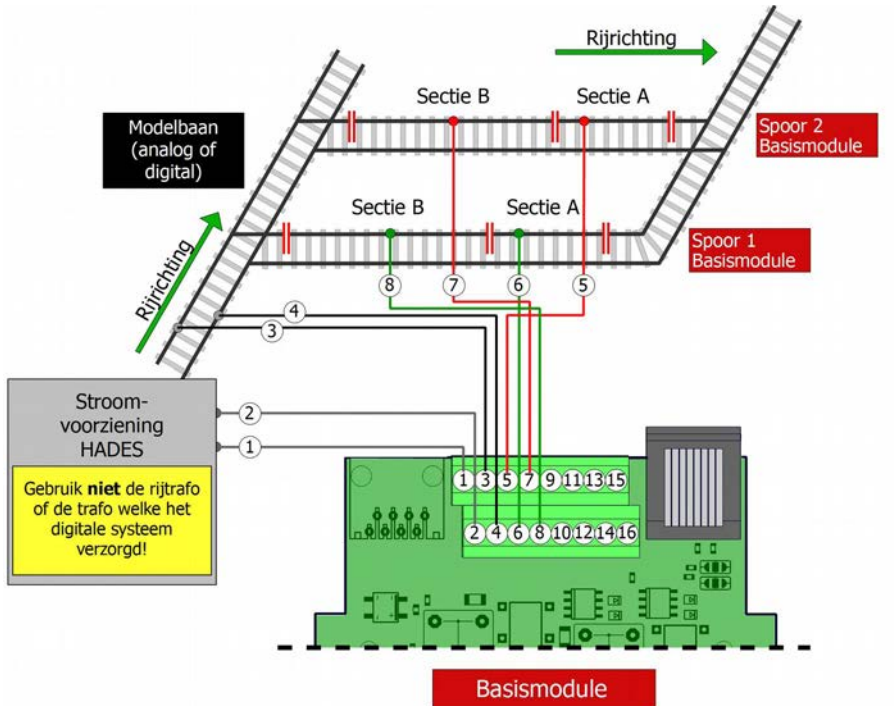 Rijrichting
Sectie B
Sectie A
Modelbaan
(analog of
digital)
Spoor 2
Basismodule
Sectie B
Sectie A
Spoor 1
Basismodule
Rijrichting
8
7
6
5
4
3
Stroom-
voorziening
HADES
2
1
Gebruik niet de rijtrafo
of de trafo welke het
digitale systeem
verzorgd!
1 3 5 7 9 11 13 15
2 4 6 8 10 12 14 16
Basismodule